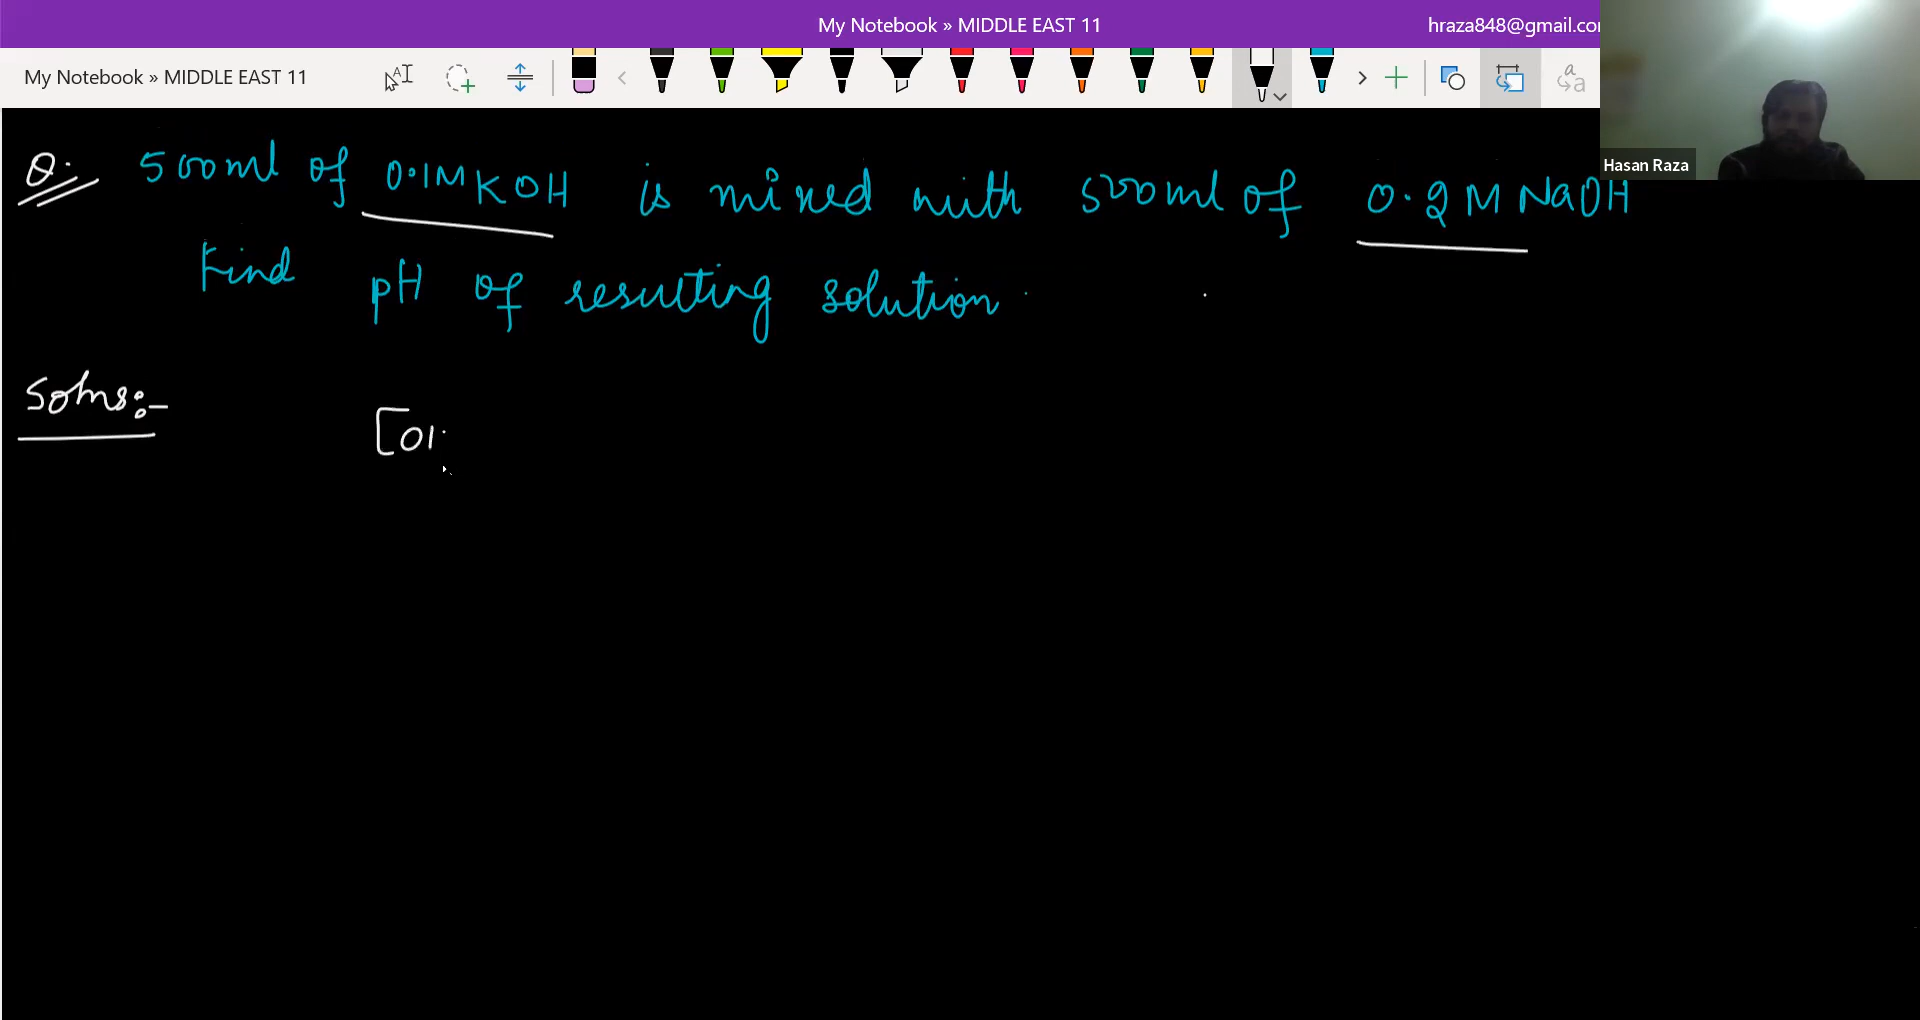 My Notebook » MIDDLE EAST 11
hraza848@gmail.co
My Notebook » MIDDLE EAST 11
Hasan Raza
Q. 500ml of 0.1M KOH is mixed with 500ml of 0.2M NaOH
Find pH of resulting solution.
Solns:-
[OH